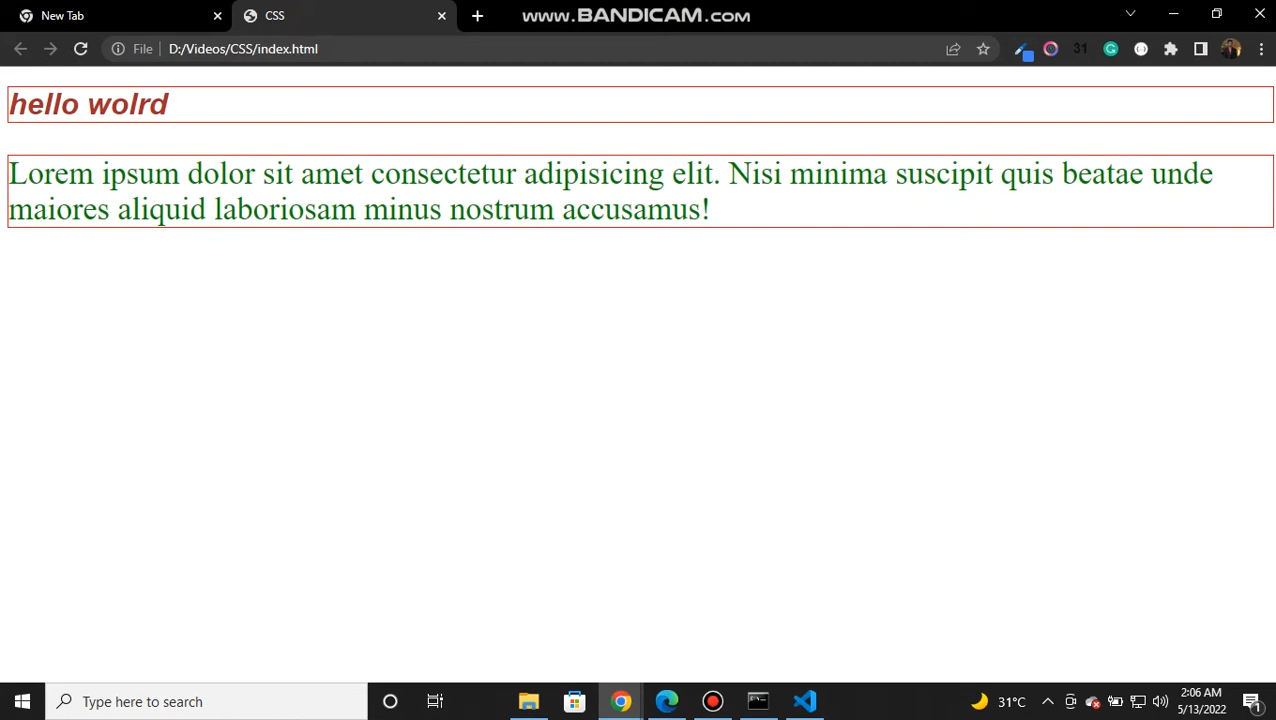 New Tab
CSS
www.BANDICAM.com
File
D:/Videos/CSS/index.html
31
hello wolrd
Lorem ipsum dolor sit amet consectetur adipisicing elit. Nisi minima suscipit quis beatae unde
maiores aliquid laboriosam minus nostrum accusamus!
Type here to search
31°C
2:06 AM
5/13/2022
1